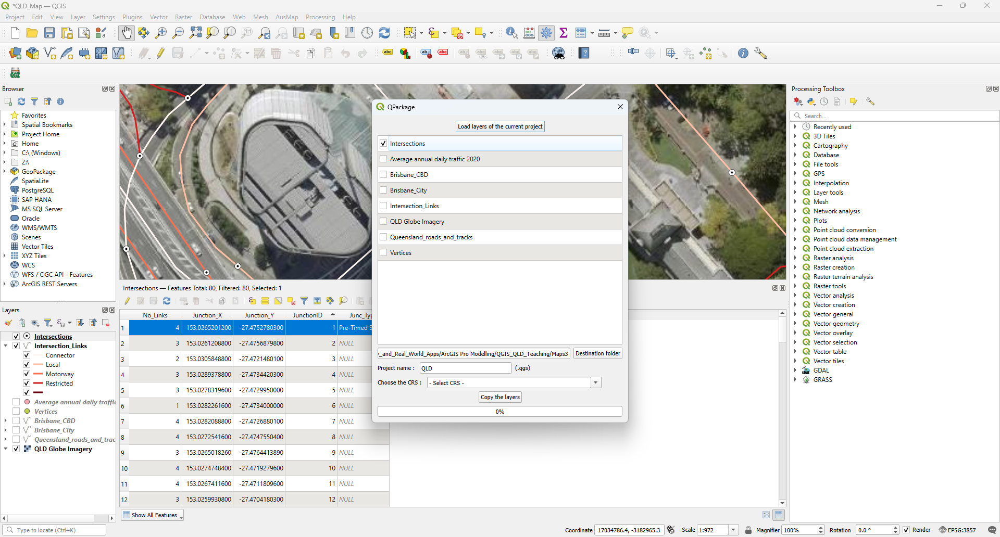 *QLD_Map — QGIS
Project Edit View Layer Settings Plugins Vector Raster Database Web Mesh AusMap Processing Help
Browser
Favorites
Spatial Bookmarks
Project Home
Home
C:\ (Windows)
Z:\
GeoPackage
SpatiaLite
PostgreSQL
SAP HANA
MS SQL Server
Oracle
WMS/WMTS
Scenes
Vector Tiles
XYZ Tiles
WCS
WFS / OGC API - Features
ArcGIS REST Servers
Layers
Intersections
Intersection_Links
Connector
Local
Motorway
Restricted
Average annual daily traffic
Vertices
Brisbane_CBD
Brisbane_City
Queensland_roads_and_trac
QLD Globe Imagery
QPackage
Load layers of the current project
Intersections
Average annual daily traffic 2020
Brisbane_CBD
Brisbane_City
Intersection_Links
QLD Globe Imagery
Queensland_roads_and_tracks
Vertices
_and_Real_World_Apps/ArcGIS Pro Modelling/QGIS_QLD_Teaching/Maps3 Destination folder
Project name : QLD (.qgs)
Choose the CRS : - Select CRS -
Copy the layers
0%
Intersections — Features Total: 80, Filtered: 80, Selected: 1
No_Links Junction_X Junction_Y JunctionID Junc_Typ
1 4 153.0265201200 -27.4752780300 1 Pre-Timed S
2 3 153.0261208800 -27.4756879800 2 NULL
3 2 153.0305848800 -27.4721480100 3 NULL
4 3 153.0289378800 -27.4734420300 4 NULL
5 3 153.0278319600 -27.4729950000 5 NULL
6 1 153.0282261600 -27.4734000000 6 NULL
7 4 153.0282088800 -27.4726880100 7 NULL
8 4 153.0272541600 -27.4747550400 8 NULL
9 3 153.0265018260 -27.4764413890 9 NULL
10 4 153.0274748400 -27.4719279600 10 NULL
11 4 153.0267411600 -27.4711809600 11 NULL
12 3 153.0259930800 -27.4704180300 12 NULL
Show All Features
Processing Toolbox
Search...
Recently used
3D Tiles
Cartography
Database
File tools
GPS
Interpolation
Layer tools
Mesh
Network analysis
Plots
Point cloud conversion
Point cloud data management
Point cloud extraction
Raster analysis
Raster creation
Raster terrain analysis
Raster tools
Vector analysis
Vector creation
Vector general
Vector geometry
Vector overlay
Vector selection
Vector table
Vector tiles
GDAL
GRASS
Type to locate (Ctrl+K) Coordinate 17034786.4, -3182965.3 Scale 1:972 Magnifier 100% Rotation 0.0 ° Render EPSG:3857